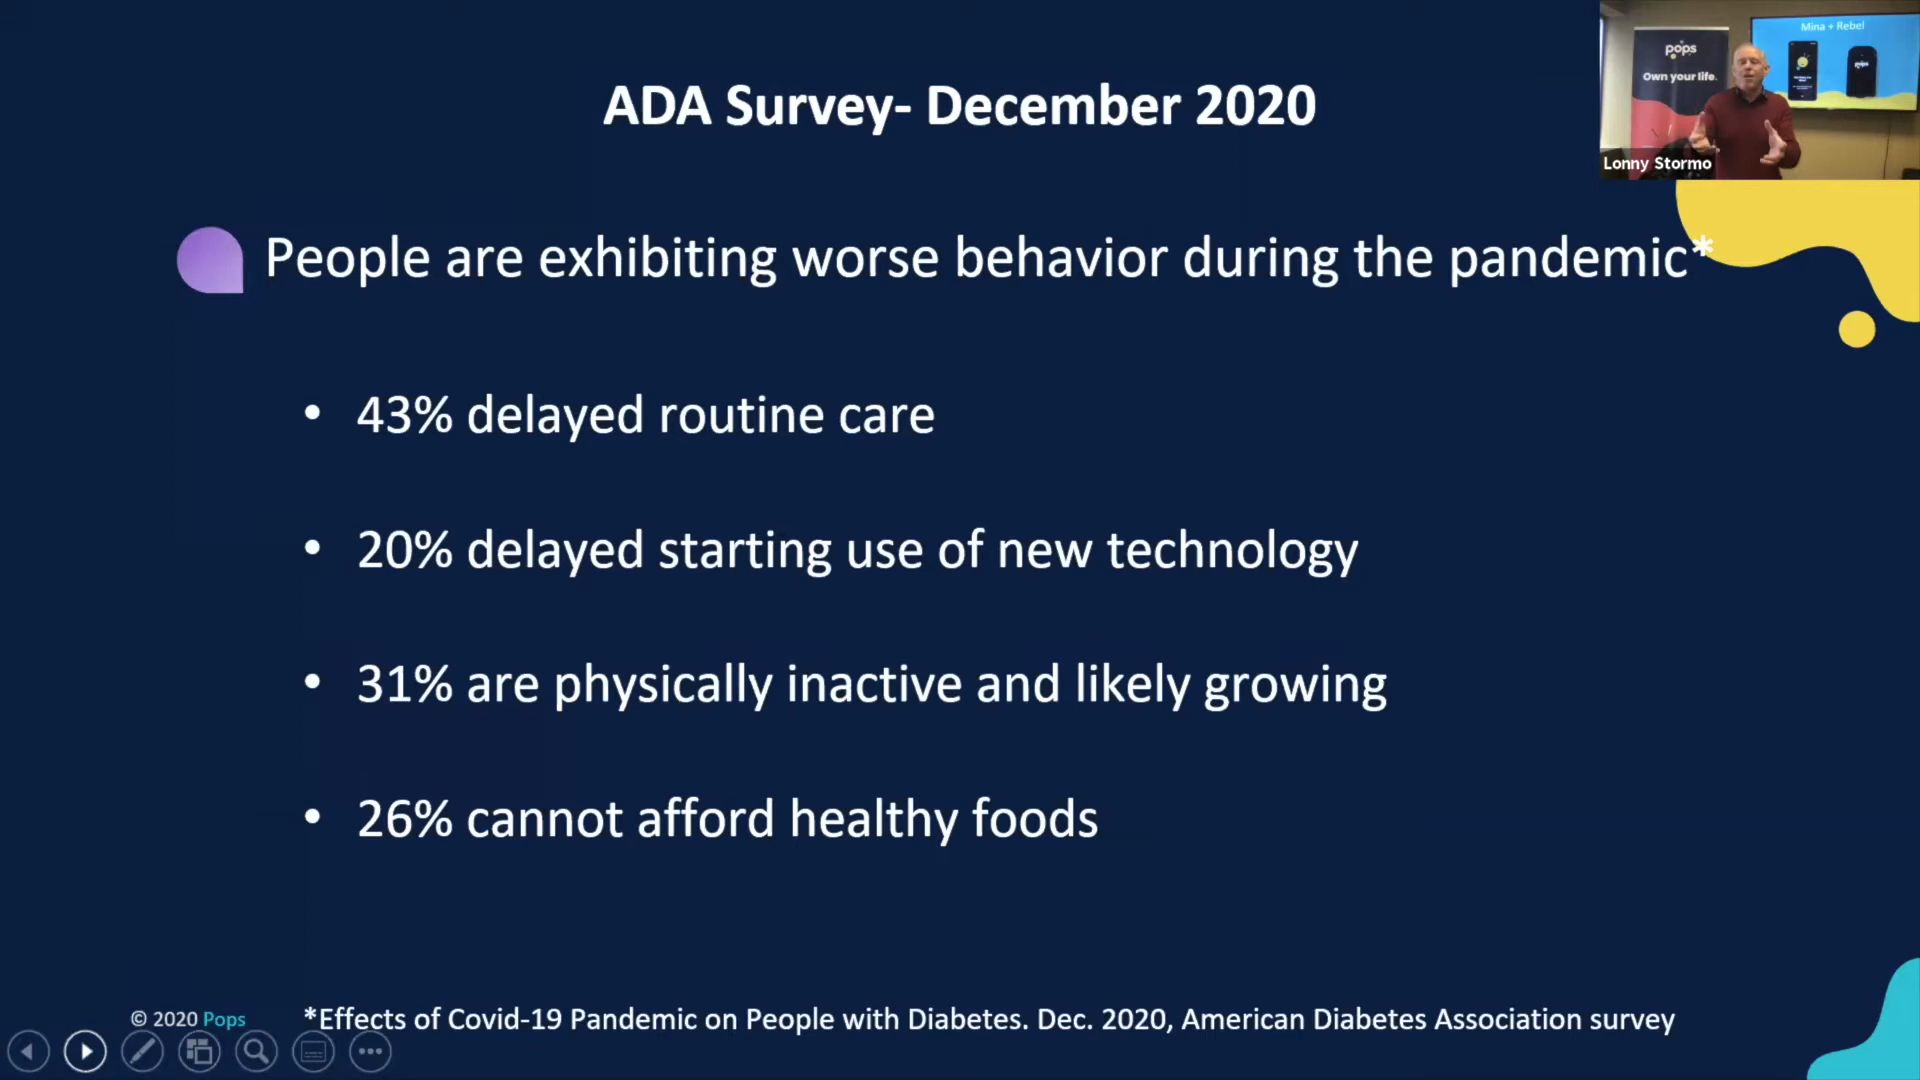 ADA Survey- December 2020
Mina + Rebel
pops
Own your life.
pops
Lonny Stormo
People are exhibiting worse behavior during the pandemic*
• 43% delayed routine care
• 20% delayed starting use of new technology
• 31% are physically inactive and likely growing
• 26% cannot afford healthy foods
© 2020 Pops
*Effects of Covid-19 Pandemic on People with Diabetes. Dec. 2020, American Diabetes Association survey